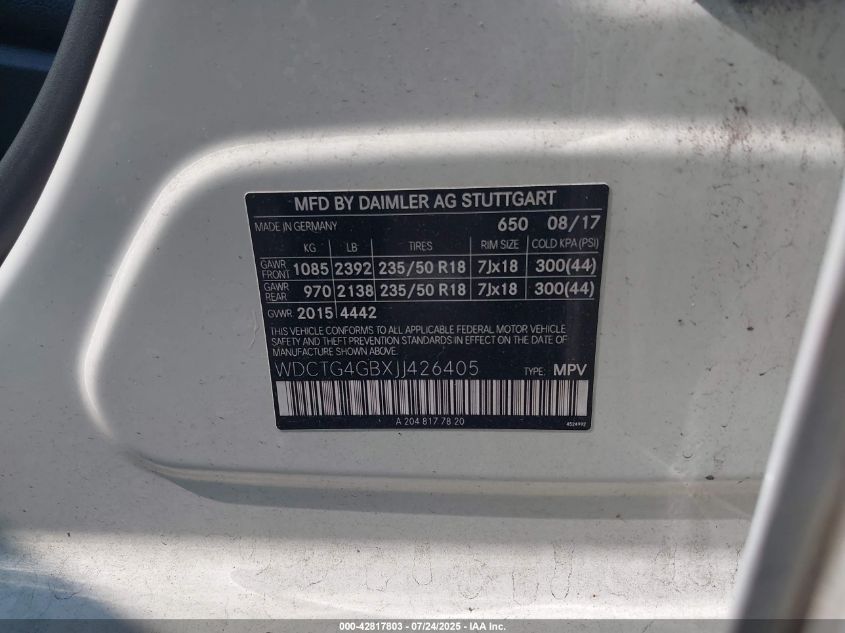 MFD BY DAIMLER AG STUTTGART
MADE IN GERMANY 650 08/17
KG LB TIRES RIM SIZE COLD KPA (PSI)
GAWR FRONT 1085 2392 235/50 R18 7Jx18 300(44)
GAWR REAR 970 2138 235/50 R18 7Jx18 300(44)
GVWR 2015 4442
THIS VEHICLE CONFORMS TO ALL APPLICABLE FEDERAL MOTOR VEHICLE
SAFETY AND THEFT PREVENTION STANDARDS IN EFFECT ON THE DATE OF
MANUFACTURE SHOWN ABOVE.
WDCTG4GBXJJ426405 TYPE: MPV
A 204 817 78 20 4524992
000-42817803 / 07/24/2025 - IAA Inc.